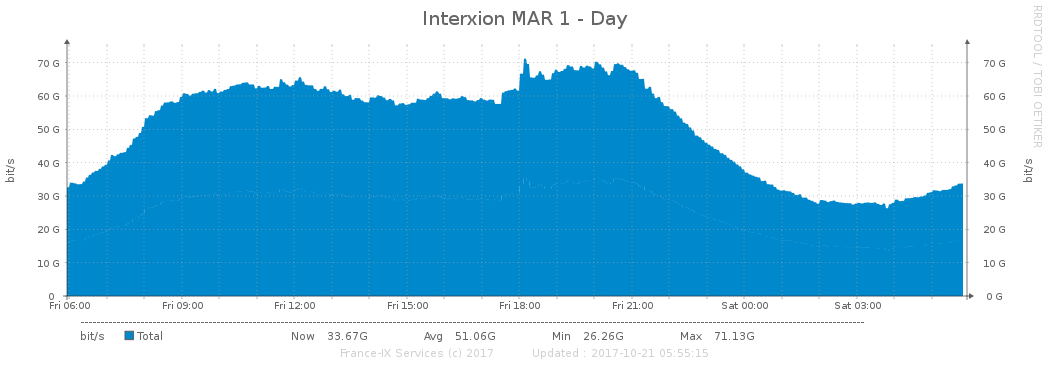 Interxion MAR 1 - Day
RRDTOOL / TOBI OETIKER
bit/s
70 G 70 G
60 G 60 G
50 G 50 G
40 G 40 G
30 G 30 G
20 G 20 G
10 G 10 G
0 0 G
bit/s
Fri 06:00 Fri 09:00 Fri 12:00 Fri 15:00 Fri 18:00 Fri 21:00 Sat 00:00 Sat 03:00
bit/s Total Now 33.67G Avg 51.06G Min 26.26G Max 71.13G
France-IX Services (c) 2017 Updated : 2017-10-21 05:55:15